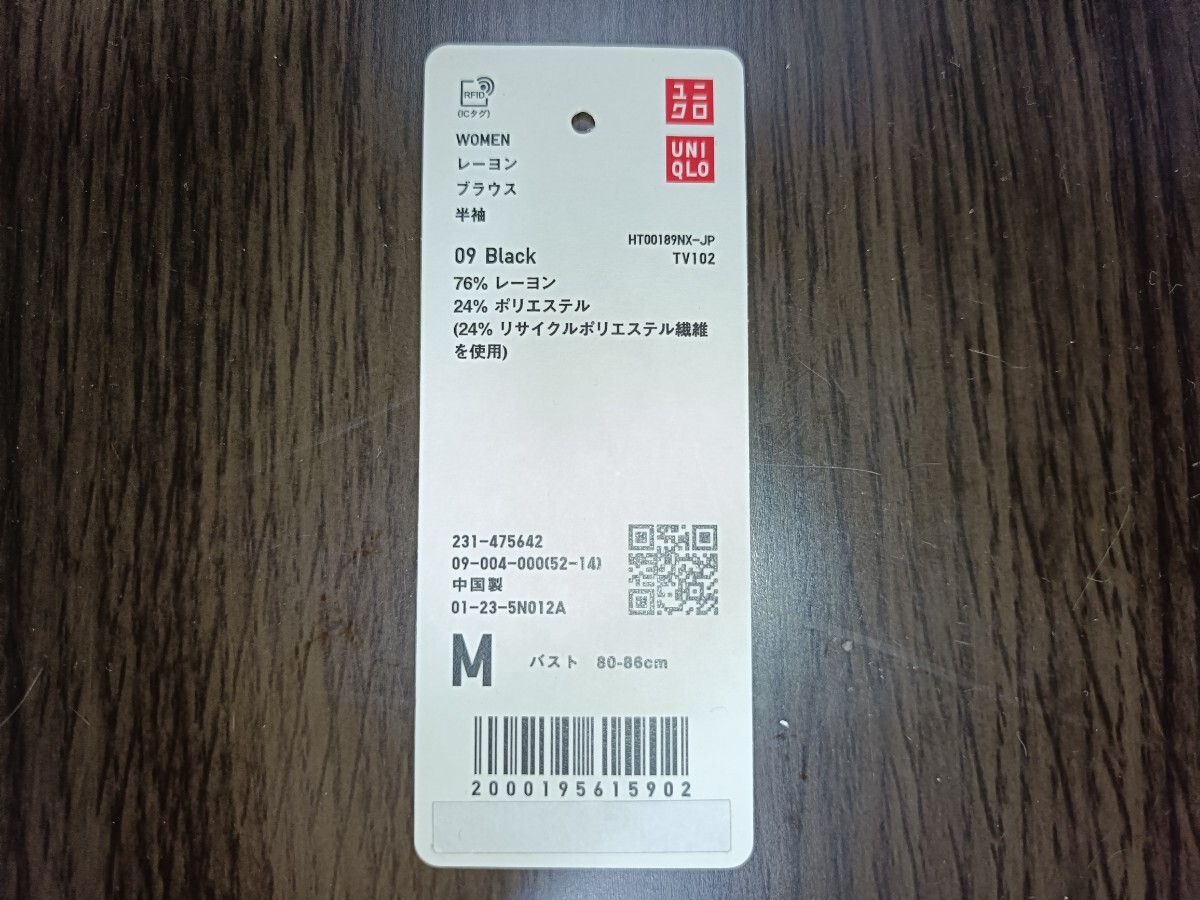 RFID
(ICタグ)
ユニ
クロ
UNI
QLO
WOMEN
レーヨン
ブラウス
半袖
HT00189NX-JP
TV102
09 Black
76% レーヨン
24% ポリエステル
(24% リサイクルポリエステル繊維
を使用)
231-475642
09-004-000(52-14)
中国製
01-23-5N012A
M バスト 80-86cm
2000195615902